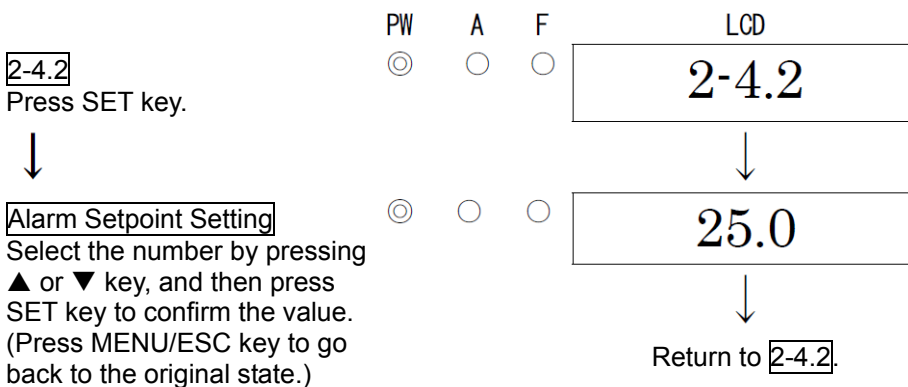 PW A F LCD
2-4.2
Press SET key.
2-4.2
Alarm Setpoint Setting
Select the number by pressing
▲ or ▼ key, and then press
SET key to confirm the value.
(Press MENU/ESC key to go
back to the original state.)
25.0
Return to 2-4.2.